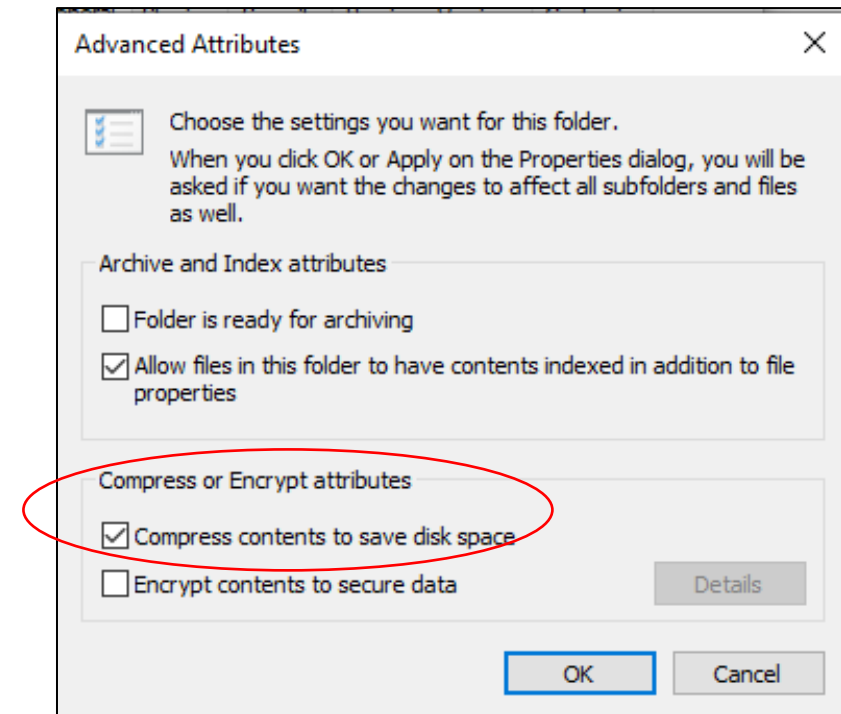 Advanced Attributes
Choose the settings you want for this folder.
When you click OK or Apply on the Properties dialog, you will be
asked if you want the changes to affect all subfolders and files
as well.
Archive and Index attributes
Folder is ready for archiving
Allow files in this folder to have contents indexed in addition to file
properties
Compress or Encrypt attributes
Compress contents to save disk space
Encrypt contents to secure data
Details
OK
Cancel